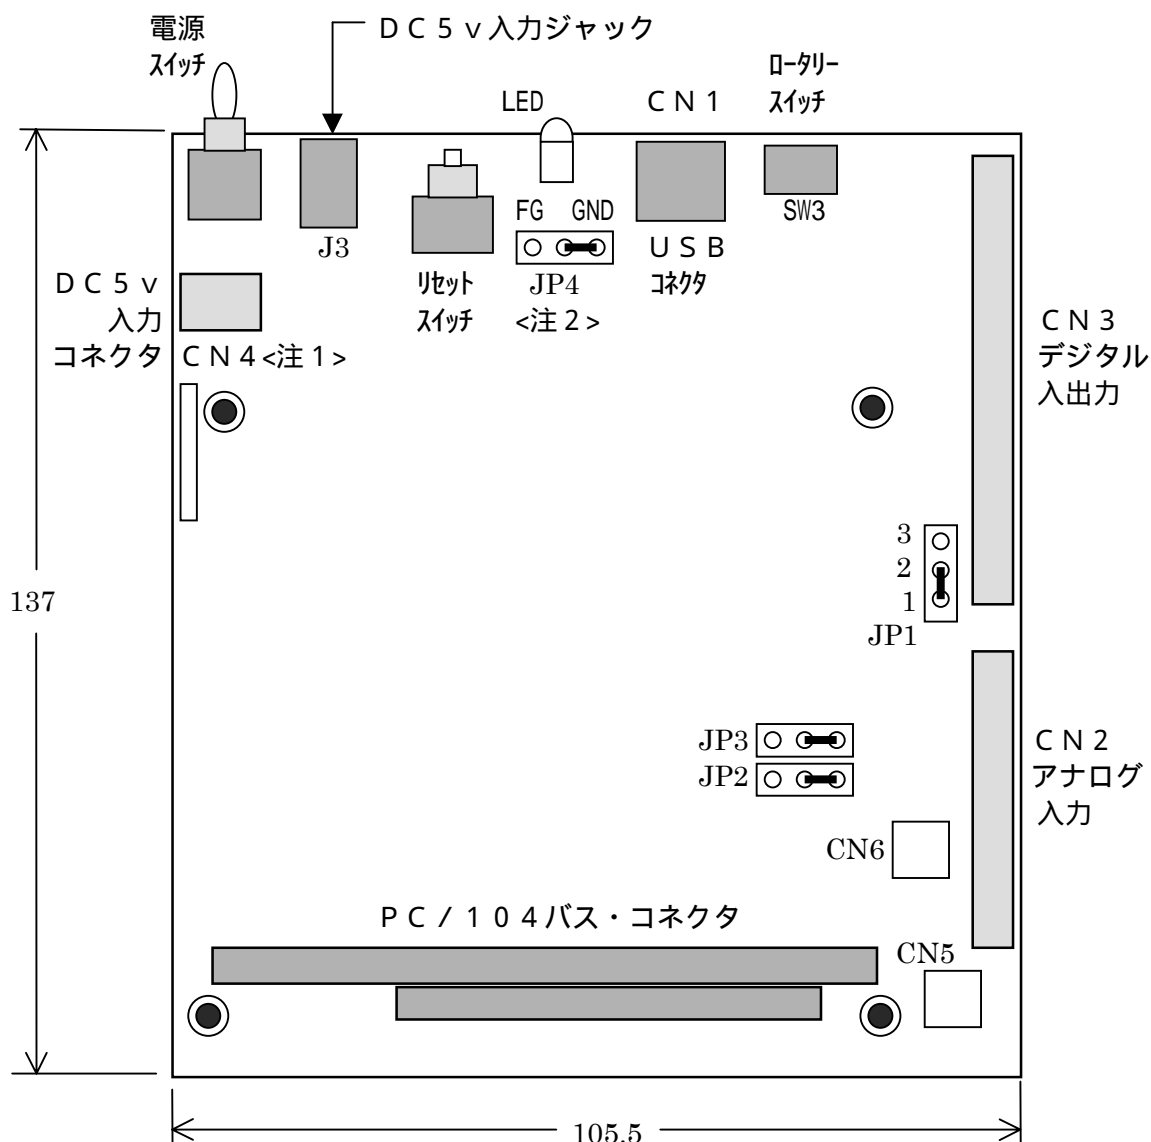 電源
スイッチ
ＤＣ５ｖ入力ジャック
LED
ＣＮ１
ロータリー
スイッチ
J3
FG GND
SW3
ＵＳＢ
コネクタ
リセット
スイッチ
JP4
<注２>
ＤＣ５ｖ
入力
コネクタ ＣＮ４<注１>
ＣＮ３
デジタル
入出力
3
2
1
JP1
137
JP3
JP2
ＣＮ２
アナログ
入力
CN6
ＰＣ／１０４バス・コネクタ
CN5
105.5